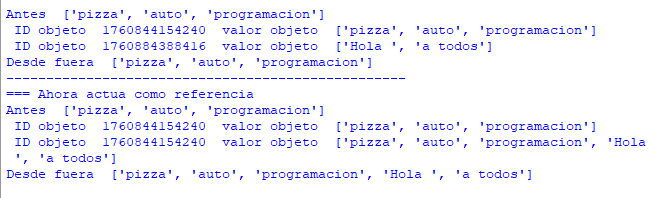 Antes  ['pizza', 'auto', 'programacion']
 ID objeto  1760844154240  valor objeto  ['pizza', 'auto', 'programacion']
 ID objeto  1760884388416  valor objeto  ['Hola ', 'a todos']
Desde fuera  ['pizza', 'auto', 'programacion']
--------------------------------------------------
=== Ahora actua como referencia
Antes  ['pizza', 'auto', 'programacion']
 ID objeto  1760844154240  valor objeto  ['pizza', 'auto', 'programacion']
 ID objeto  1760844154240  valor objeto  ['pizza', 'auto', 'programacion', 'Hola
 ', 'a todos']
Desde fuera  ['pizza', 'auto', 'programacion', 'Hola ', 'a todos']